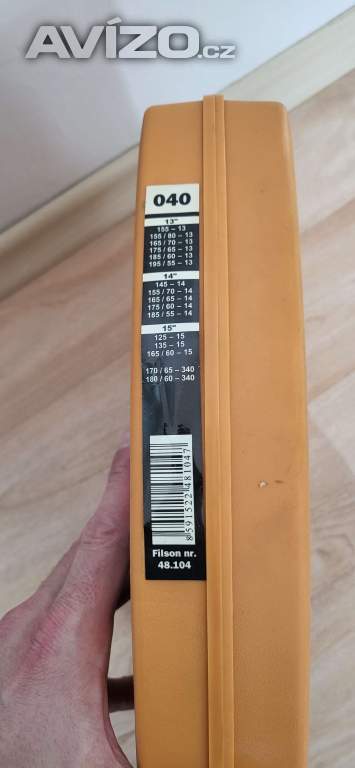 AVÍZO.cz
040
13"
155 – 13
155 / 80 – 13
165 / 70 – 13
175 / 65 – 13
185 / 60 – 13
195 / 55 – 13
14"
145 – 14
155 / 70 – 14
165 / 65 – 14
175 / 60 – 14
185 / 55 – 14
15"
125 – 15
135 – 15
165 / 60 – 15
170 / 65 – 340
180 / 60 – 340
8591522481047
Filson nr.
48.104